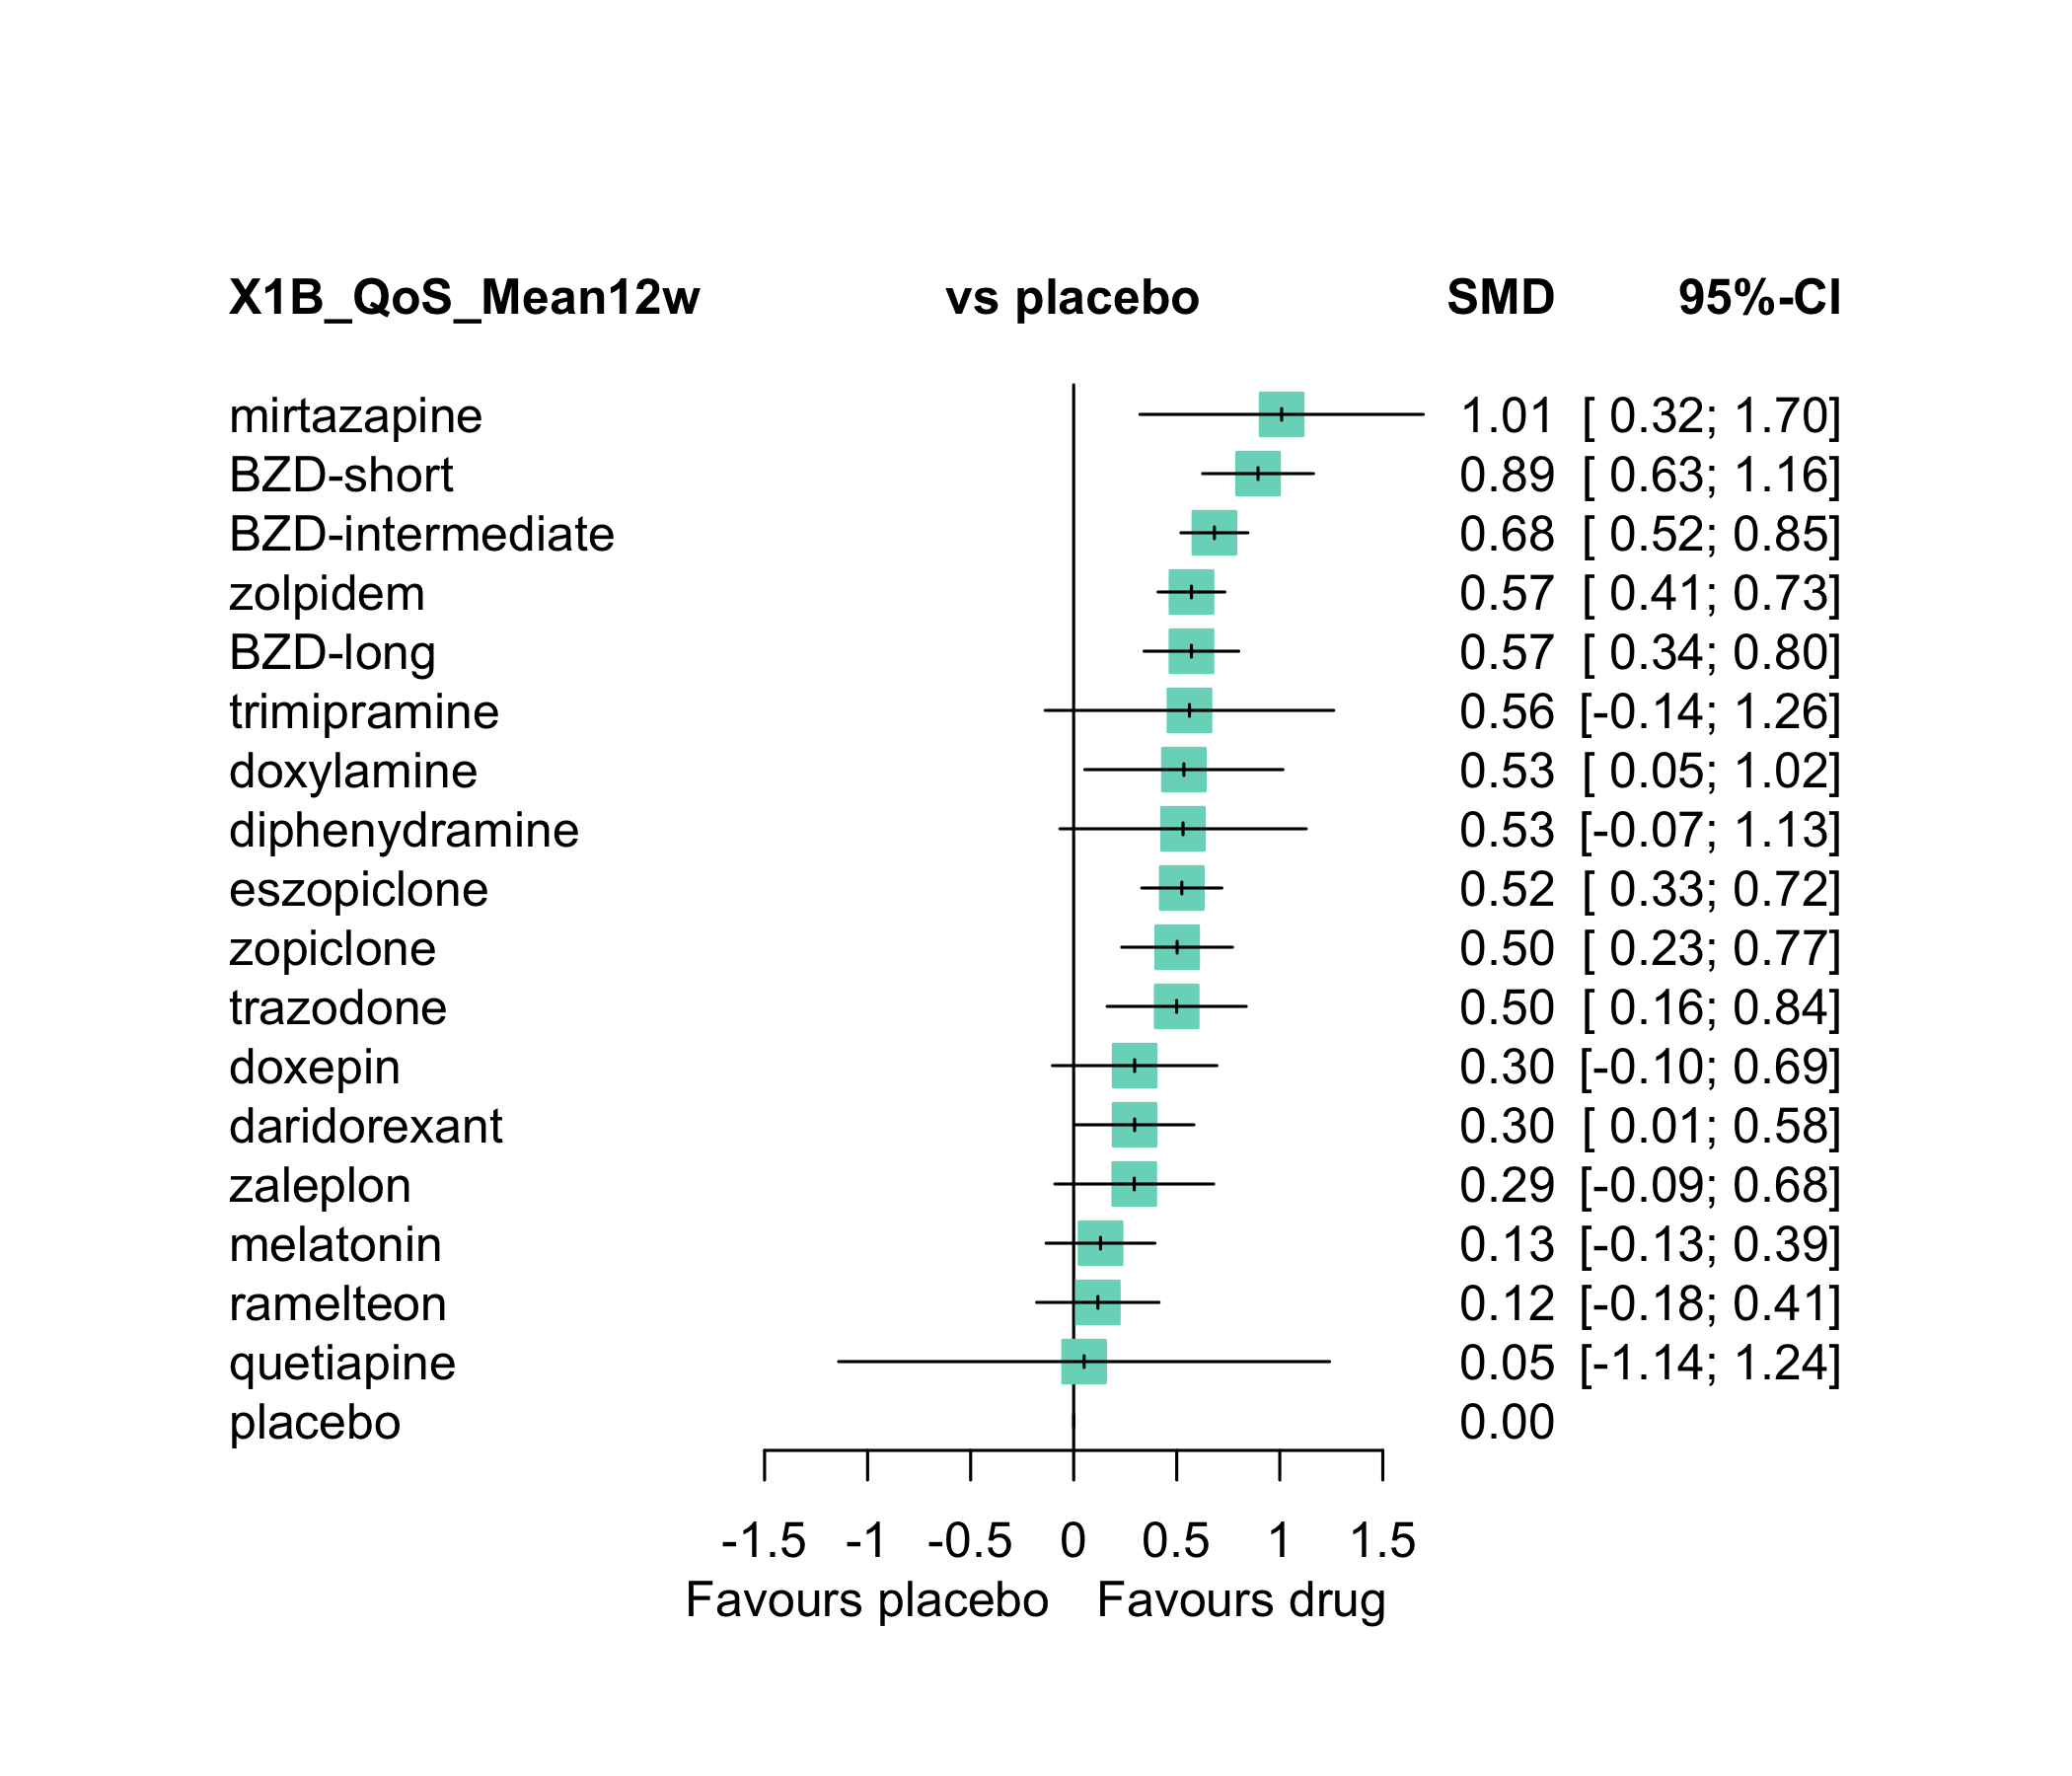 X1B_QoS_Mean12w vs placebo SMD 95%-CI
mirtazapine 1.01 [ 0.32; 1.70]
BZD-short 0.89 [ 0.63; 1.16]
BZD-intermediate 0.68 [ 0.52; 0.85]
zolpidem 0.57 [ 0.41; 0.73]
BZD-long 0.57 [ 0.34; 0.80]
trimipramine 0.56 [-0.14; 1.26]
doxylamine 0.53 [ 0.05; 1.02]
diphenydramine 0.53 [-0.07; 1.13]
eszopiclone 0.52 [ 0.33; 0.72]
zopiclone 0.50 [ 0.23; 0.77]
trazodone 0.50 [ 0.16; 0.84]
doxepin 0.30 [-0.10; 0.69]
daridorexant 0.30 [ 0.01; 0.58]
zaleplon 0.29 [-0.09; 0.68]
melatonin 0.13 [-0.13; 0.39]
ramelteon 0.12 [-0.18; 0.41]
quetiapine 0.05 [-1.14; 1.24]
placebo 0.00
-1.5 -1 -0.5 0 0.5 1 1.5
Favours placebo Favours drug